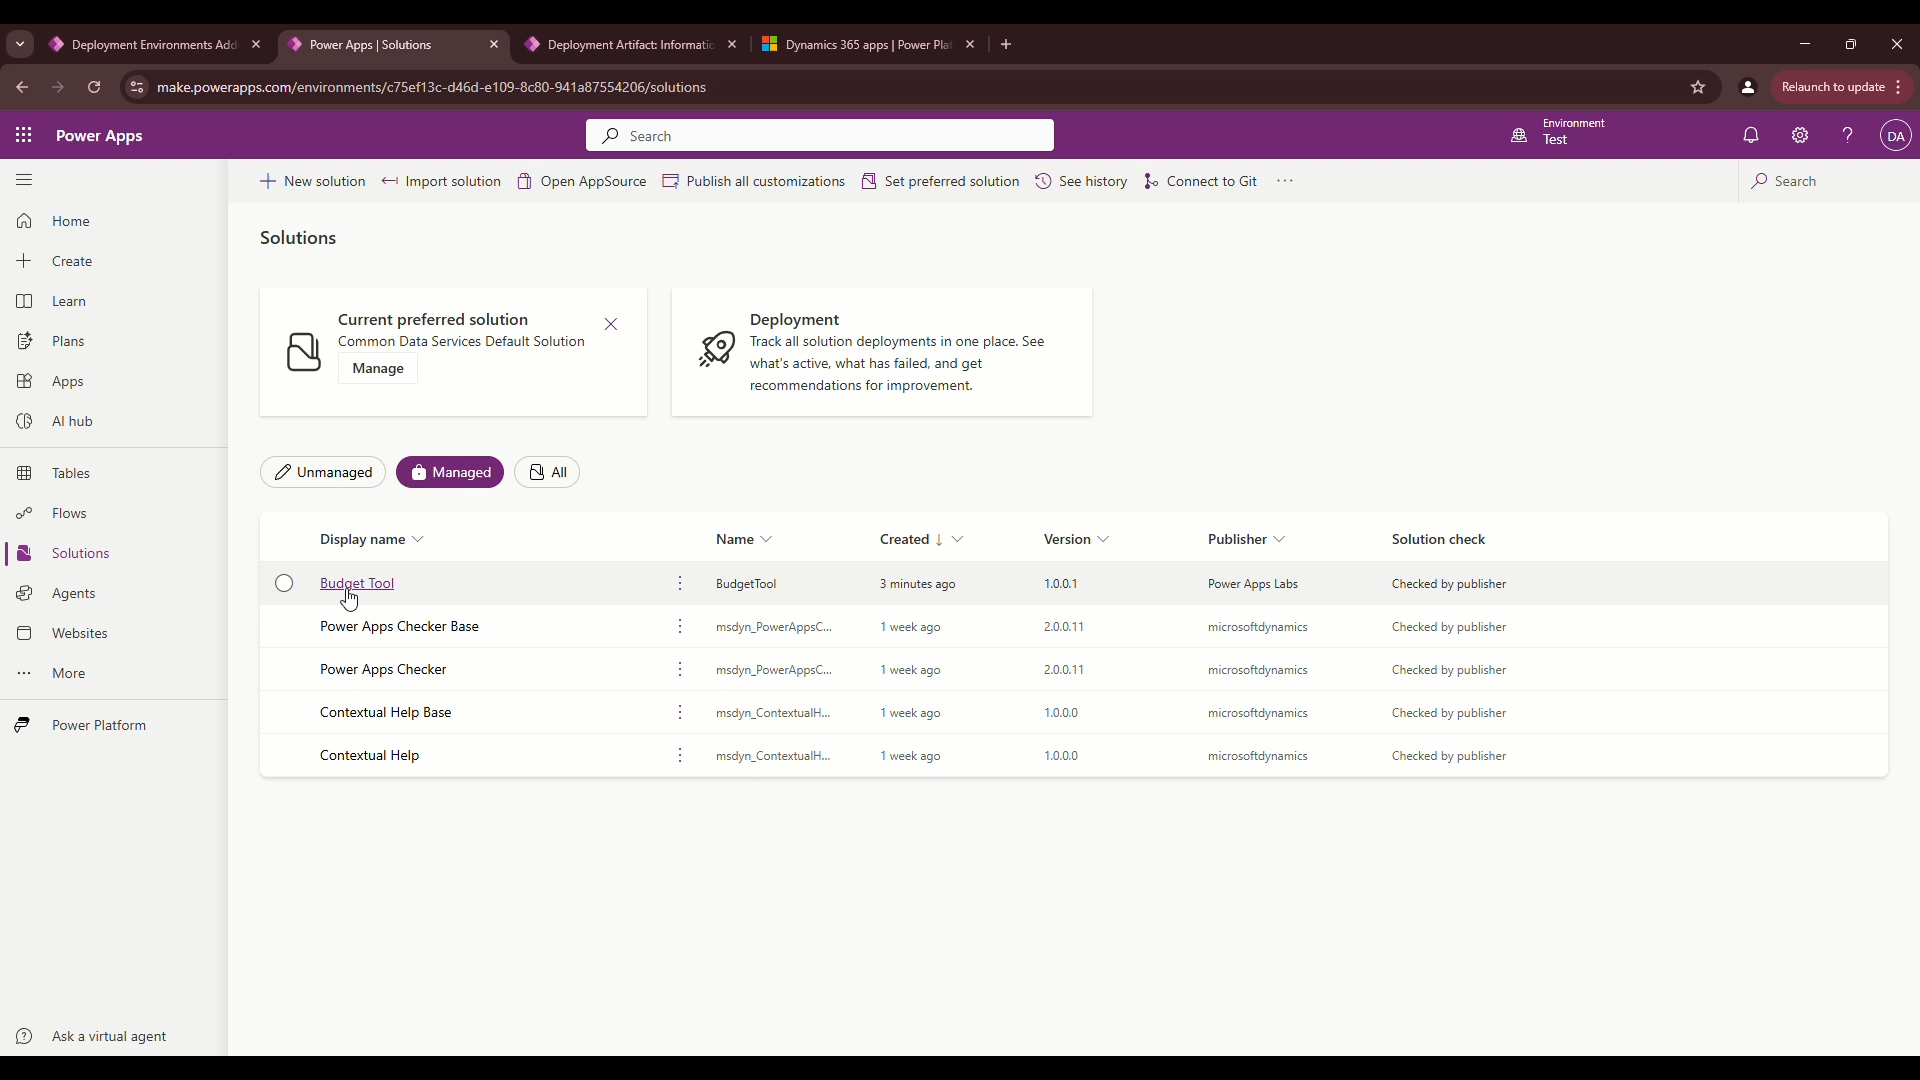 Deployment Environments Add
Power Apps | Solutions
Deployment Artifact: Informatic
Dynamics 365 apps | Power Pla
make.powerapps.com/environments/c75ef13c-d46d-e109-8c80-941a87554206/solutions
Relaunch to update
Power Apps
Search
Environment
Test
DA
New solution
Import solution
Open AppSource
Publish all customizations
Set preferred solution
See history
Connect to Git
Search
Home
Create
Learn
Plans
Apps
AI hub
Tables
Flows
Solutions
Agents
Websites
More
Power Platform
Ask a virtual agent
Solutions
Current preferred solution
Common Data Services Default Solution
Manage
Deployment
Track all solution deployments in one place. See
what's active, what has failed, and get
recommendations for improvement.
Unmanaged
Managed
All
Display name Name Created Version Publisher Solution check
Budget Tool BudgetTool 3 minutes ago 1.0.0.1 Power Apps Labs Checked by publisher
Power Apps Checker Base msdyn_PowerAppsC... 1 week ago 2.0.0.11 microsoftdynamics Checked by publisher
Power Apps Checker msdyn_PowerAppsC... 1 week ago 2.0.0.11 microsoftdynamics Checked by publisher
Contextual Help Base msdyn_ContextualH... 1 week ago 1.0.0.0 microsoftdynamics Checked by publisher
Contextual Help msdyn_ContextualH... 1 week ago 1.0.0.0 microsoftdynamics Checked by publisher